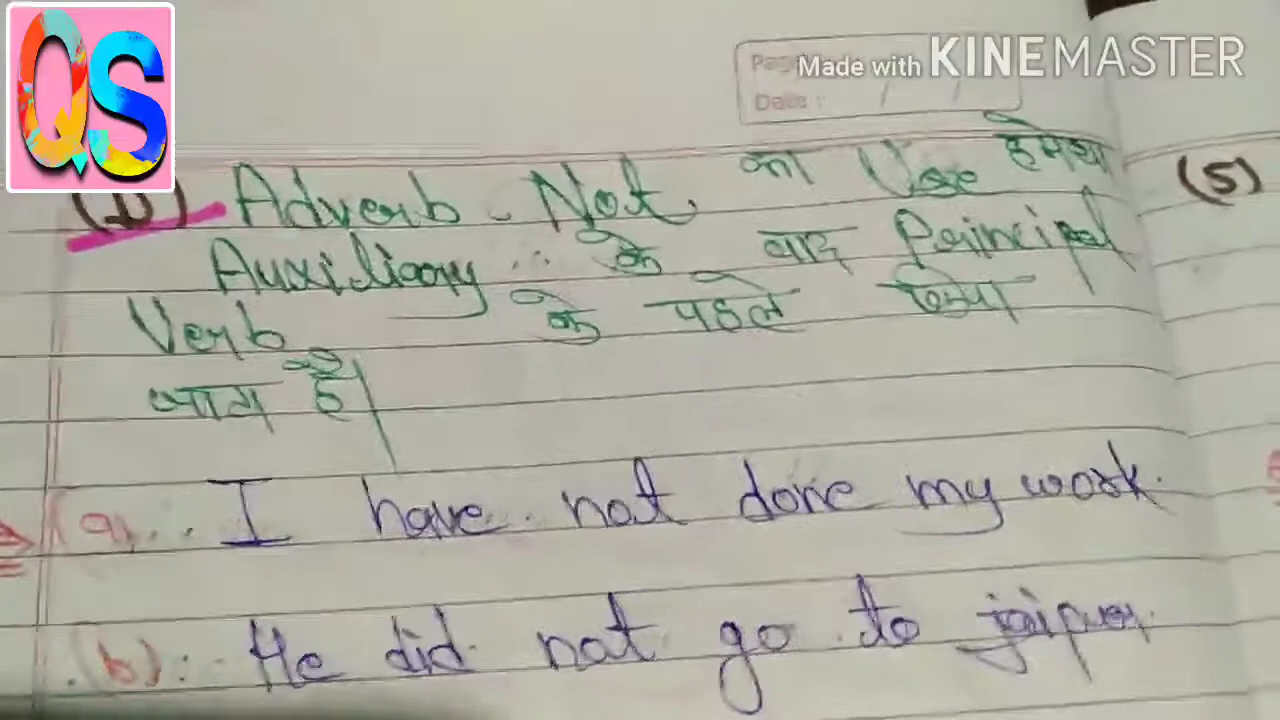 QS
Page
Date : / /
Made with KINEMASTER
Adverb - Not का Use हमेशा
(5)
Auxiliary के बाद Principal
Verb के पहले किया
जाता है।
(a) I have not done my work.
(b) He did not go to jaipur.